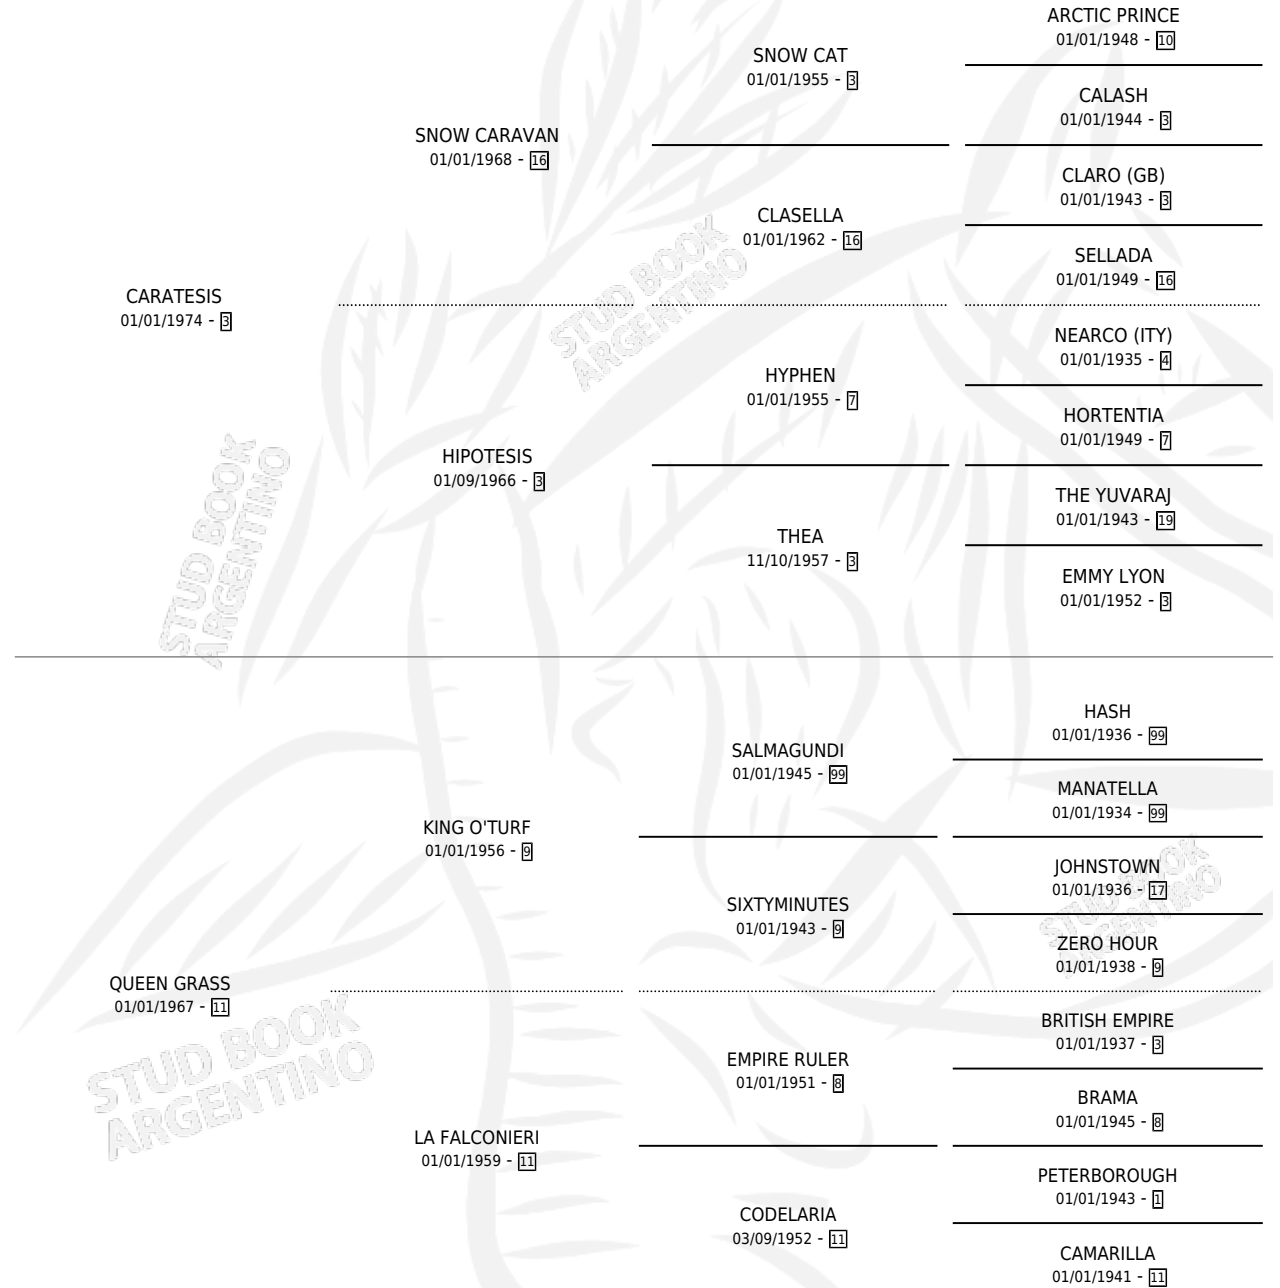 ARCTIC PRINCE
01/01/1948 - 10
SNOW CAT
01/01/1955 - 3
CALASH
01/01/1944 - 3
SNOW CARAVAN
01/01/1968 - 16
CLARO (GB)
01/01/1943 - 3
CLASELLA
01/01/1962 - 16
SELLADA
01/01/1949 - 16
STUD BOOK
ARGENTINO
CARATESIS
01/01/1974 - 3
NEARCO (ITY)
01/01/1935 - 4
HYPHEN
01/01/1955 - 7
HORTENTIA
01/01/1949 - 7
HIPOTESIS
01/09/1966 - 3
THE YUVARAJ
01/01/1943 - 19
THEA
11/10/1957 - 3
EMMY LYON
01/01/1952 - 3
STUD BOOK
ARGENTINO
HASH
01/01/1936 - 99
SALMAGUNDI
01/01/1945 - 99
MANATELLA
01/01/1934 - 99
KING O'TURF
01/01/1956 - 9
JOHNSTOWN
01/01/1936 - 17
SIXTYMINUTES
01/01/1943 - 9
ZERO HOUR
01/01/1938 - 9
STUD BOOK
ARGENTINO
QUEEN GRASS
01/01/1967 - 11
BRITISH EMPIRE
01/01/1937 - 3
EMPIRE RULER
01/01/1951 - 8
BRAMA
01/01/1945 - 8
STUD BOOK
ARGENTINO
LA FALCONIERI
01/01/1959 - 11
PETERBOROUGH
01/01/1943 - 1
CODELARIA
03/09/1952 - 11
CAMARILLA
01/01/1941 - 11